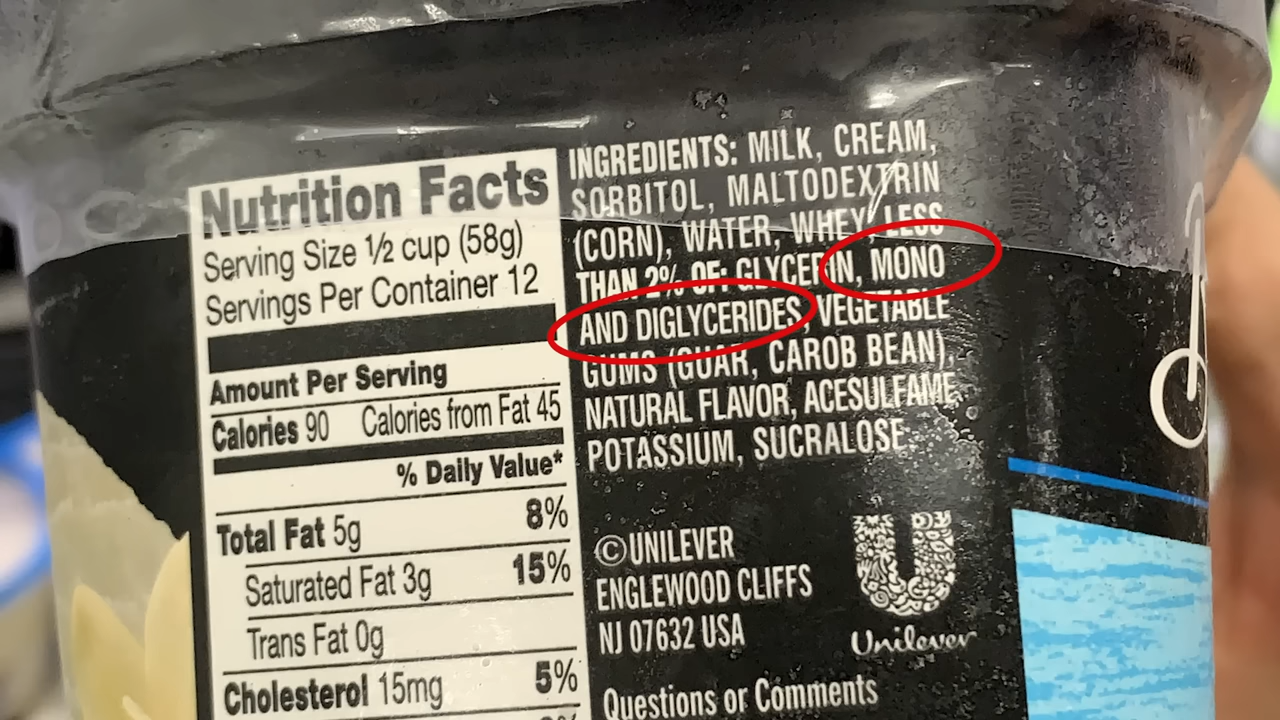 Nutrition Facts
Serving Size ½ cup (58g)
Servings Per Container 12
Amount Per Serving
Calories 90 Calories from Fat 45
% Daily Value*
Total Fat 5g 8%
Saturated Fat 3g 15%
Trans Fat 0g
Cholesterol 15mg 5%
INGREDIENTS: MILK, CREAM,
SORBITOL, MALTODEXTRIN
(CORN), WATER, WHEY, LESS
THAN 2% OF: GLYCERIN, MONO
AND DIGLYCERIDES, VEGETABLE
GUMS (GUAR, CAROB BEAN),
NATURAL FLAVOR, ACESULFAME
POTASSIUM, SUCRALOSE.
©UNILEVER
ENGLEWOOD CLIFFS
NJ 07632 USA
Unilever
Questions or Comments